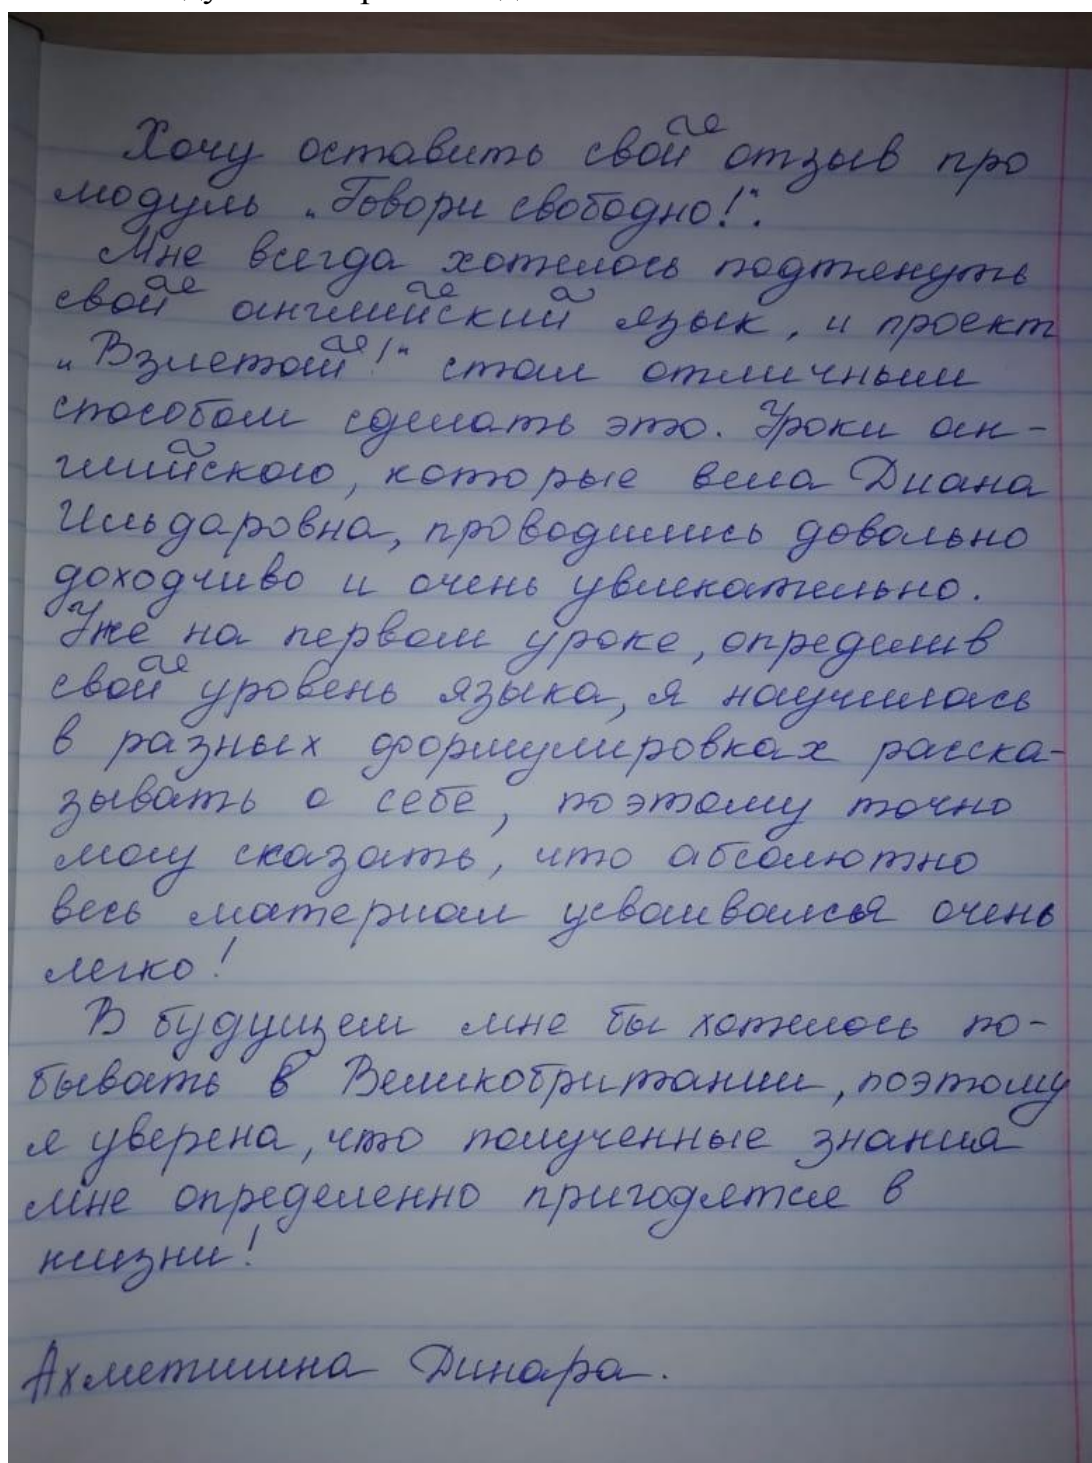 Хочу оставить свой отзыв про
модуль „Говори свободно!“.
Мне всегда хотелось подтянуть
свой английский язык, и проект
„Взлетай!“ стал отличным
способом сделать это. Уроки ан-
глийского, которые вела Диана
Ильдаровна, проводились довольно
доходчиво и очень увлекательно.
Уже на первом уроке, определив
свой уровень языка, я научилась
в разных формулировках расска-
зывать о себе, поэтому точно
могу сказать, что абсолютно
весь материал усваивался очень
легко!
В будущем мне бы хотелось по-
бывать в Великобритании, поэтому
я уверена, что полученные знания
мне определенно пригодятся в
жизни!
Ахметшина Динара.